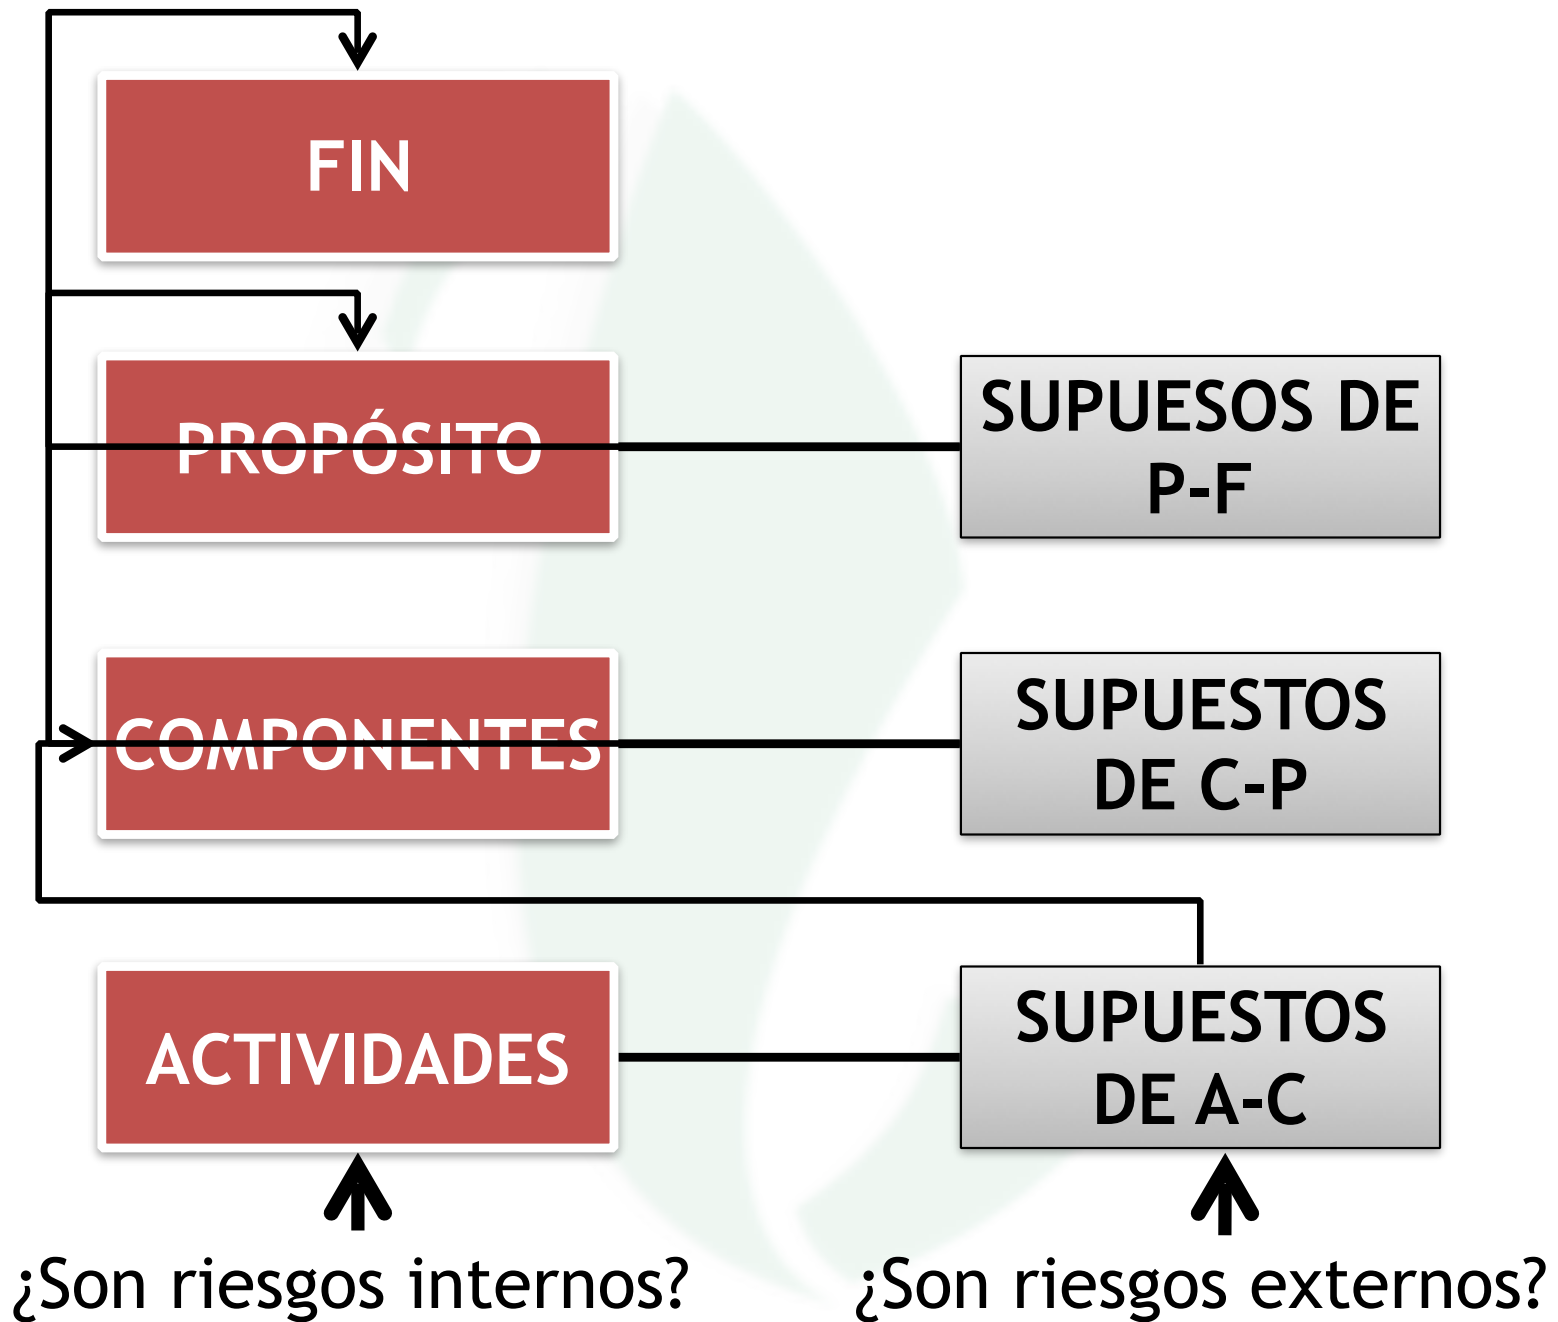 FIN
PROPÓSITO
SUPUESOS DE
P-F
COMPONENTES
SUPUESTOS
DE C-P
ACTIVIDADES
SUPUESTOS
DE A-C
¿Son riesgos internos?
¿Son riesgos externos?